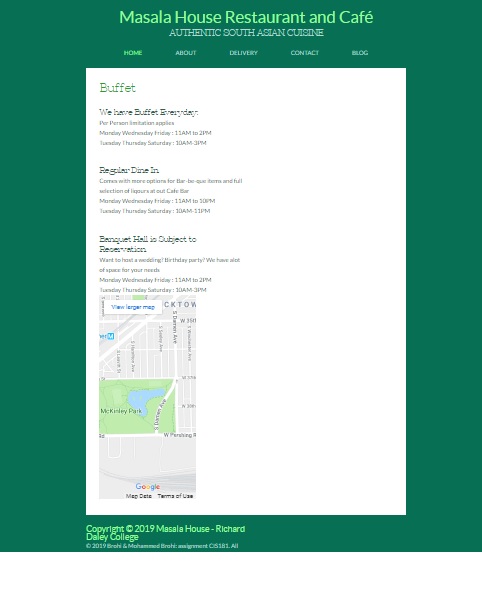 Masala House Restaurant and Café
AUTHENTIC SOUTH ASIAN CUISINE
HOME ABOUT DELIVERY CONTACT BLOG
Buffet
We have Buffet Everyday:
Per Person limitation applies
Monday Wednesday Friday : 11AM to 2PM
Tuesday Thursday Saturday : 10AM-3PM
Regular Dine In
Comes with more options for Bar-be-que items and full
selection of liqours at out Cafe Bar
Monday Wednesday Friday : 11AM to 10PM
Tuesday Thursday Saturday : 10AM-11PM
Banquet Hall is Subject to
Reservation
Want to host a wedding? Birthday party? We have alot
of space for your needs
Monday Wednesday Friday : 11AM to 2PM
Tuesday Thursday Saturday : 10AM-3PM
View larger map
CKTOW
S Damen Ave
W 35t
McKinley Park
S Damen Ave
W Pershing R
Google
Map Data Terms of Use
Copyright © 2019 Masala House - Richard
Daley College
© 2019 Brohi & Mohammed Brohi: assignment CIS181. All